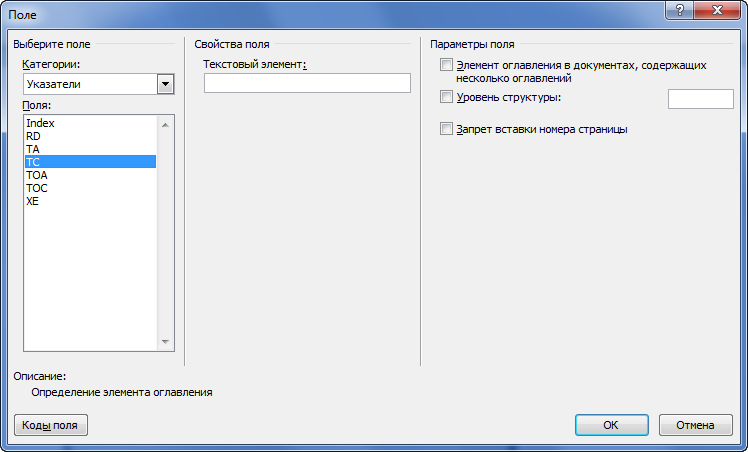 Поле
Выберите поле
Категории:
Указатели
Поля:
Index
RD
TA
TC
TOA
TOC
XE
Свойства поля
Текстовый элемент:
Параметры поля
Элемент оглавления в документах, содержащих
несколько оглавлений
Уровень структуры:
Запрет вставки номера страницы
Описание:
Определение элемента оглавления
Коды поля
ОК
Отмена